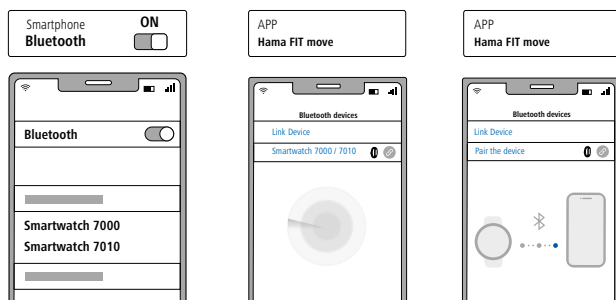 Smartphone ON
Bluetooth
Bluetooth
Smartwatch 7000
Smartwatch 7010
APP
Hama FIT move
Bluetooth devices
Link Device
Smartwatch 7000 / 7010
APP
Hama FIT move
Bluetooth devices
Link Device
Pair the device